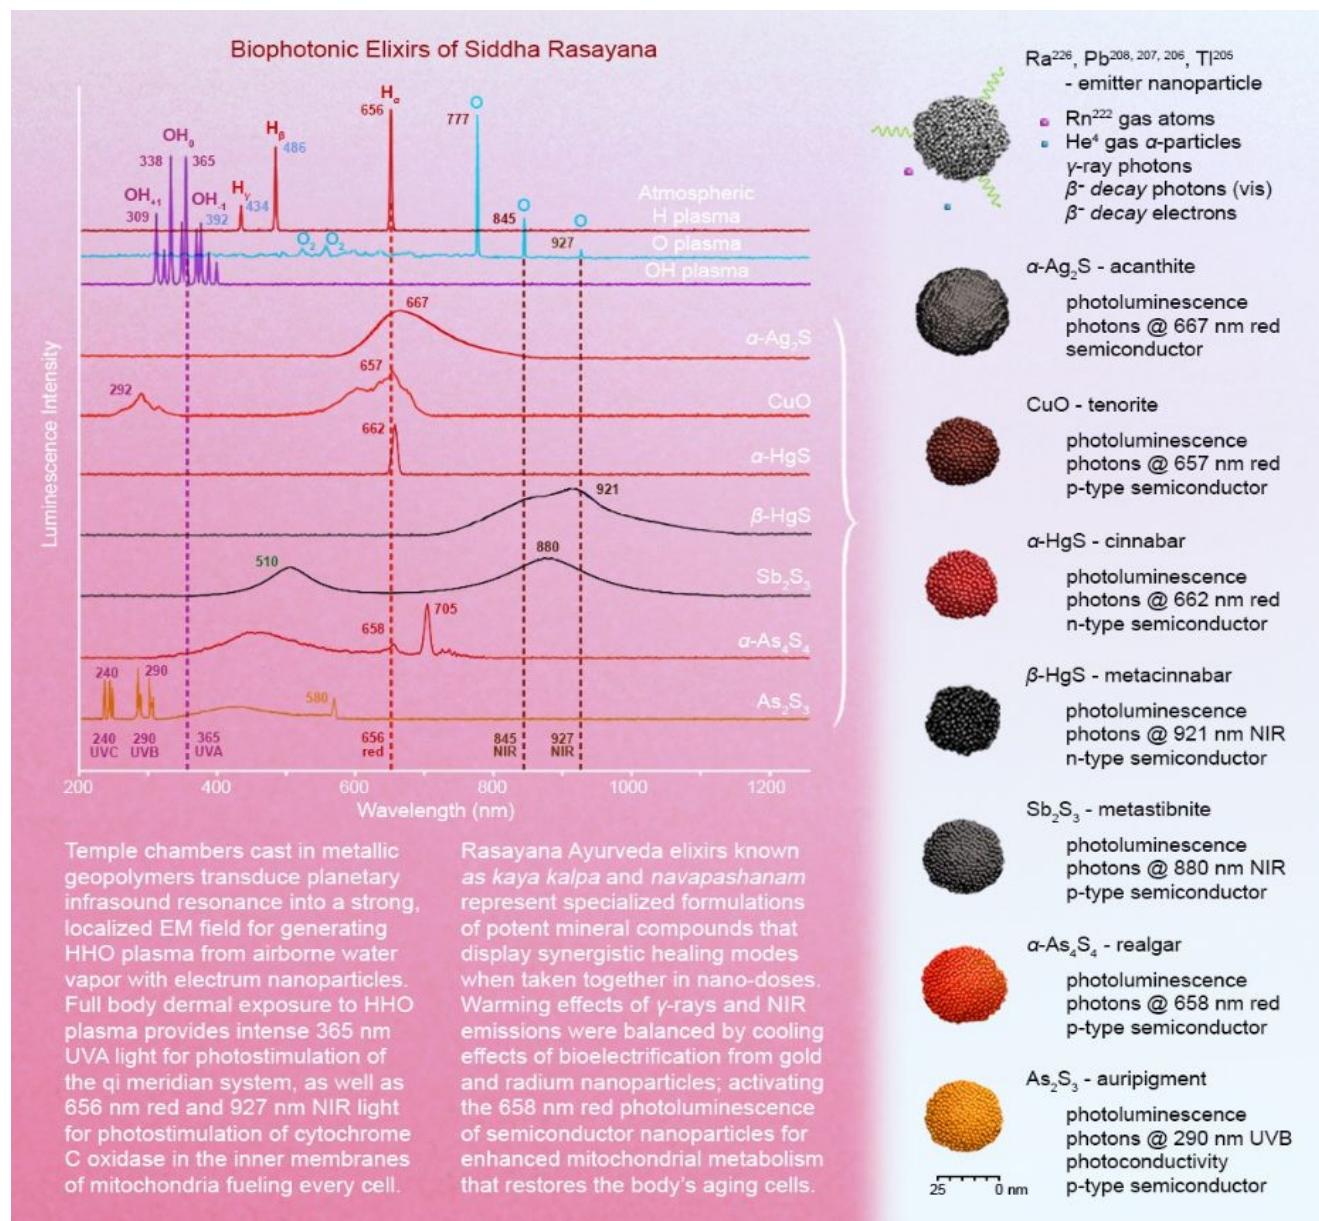 Biophotonic Elixirs of Siddha Rasayana
Hα
656
O
777
OH0
338
365
Hβ
486
OH+1
309
OH-1
392
Hγ
434
O2
O2
845
O
927
O
Atmospheric
H plasma
O plasma
OH plasma
667
α-Ag2S
292
657
CuO
662
α-HgS
921
β-HgS
510
880
Sb2S3
658
705
α-As4S4
240
290
580
As2S3
240
UVC
290
UVB
365
UVA
656
red
845
NIR
927
NIR
200
400
600
800
1000
1200
Wavelength (nm)
Luminescence Intensity
Temple chambers cast in metallic
geopolymers transduce planetary
infrasound resonance into a strong,
localized EM field for generating
HHO plasma from airborne water
vapor with electrum nanoparticles.
Full body dermal exposure to HHO
plasma provides intense 365 nm
UVA light for photostimulation of
the qi meridian system, as well as
656 nm red and 927 nm NIR light
for photostimulation of cytochrome
C oxidase in the inner membranes
of mitochondria fueling every cell.
Rasayana Ayurveda elixirs known
as kaya kalpa and navapashanam
represent specialized formulations
of potent mineral compounds that
display synergistic healing modes
when taken together in nano-doses.
Warming effects of γ-rays and NIR
emissions were balanced by cooling
effects of bioelectrification from gold
and radium nanoparticles; activating
the 658 nm red photoluminescence
of semiconductor nanoparticles for
enhanced mitochondrial metabolism
that restores the body's aging cells.
Ra226, Pb208, 207, 206, Tl205
- emitter nanoparticle
Rn222 gas atoms
He4 gas α-particles
γ-ray photons
β- decay photons (vis)
β- decay electrons
α-Ag2S - acanthite
photoluminescence
photons @ 667 nm red
semiconductor
CuO - tenorite
photoluminescence
photons @ 657 nm red
p-type semiconductor
α-HgS - cinnabar
photoluminescence
photons @ 662 nm red
n-type semiconductor
β-HgS - metacinnabar
photoluminescence
photons @ 921 nm NIR
n-type semiconductor
Sb2S3 - metastibnite
photoluminescence
photons @ 880 nm NIR
p-type semiconductor
α-As4S4 - realgar
photoluminescence
photons @ 658 nm red
p-type semiconductor
As2S3 - auripigment
photoluminescence
photons @ 290 nm UVB
photoconductivity
p-type semiconductor
25 0 nm